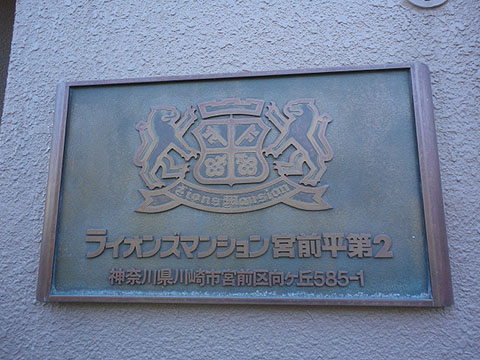 Lions Mansion
ライオンズマンション宮前平第2
神奈川県川崎市宮前区向ヶ丘585-1